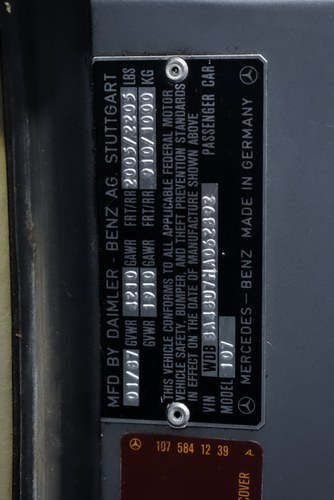 MFD BY DAIMLER - BENZ AG STUTTGART
01/87 GVWR 4210 GAWR FRT/RR 2005/2205 LBS
GVWR 1910 GAWR FRT/RR 910/1000 KG
THIS VEHICLE CONFORMS TO ALL APPLICABLE FEDERAL MOTOR
VEHICLE SAFETY, BUMPER, AND THEFT PREVENTION STANDARDS
IN EFFECT ON THE DATE OF MANUFACTURE SHOWN ABOVE
VIN WDB PASSENGER CAR
MODEL 107
MERCEDES - BENZ MADE IN GERMANY
107 584 12 39 A
COVER